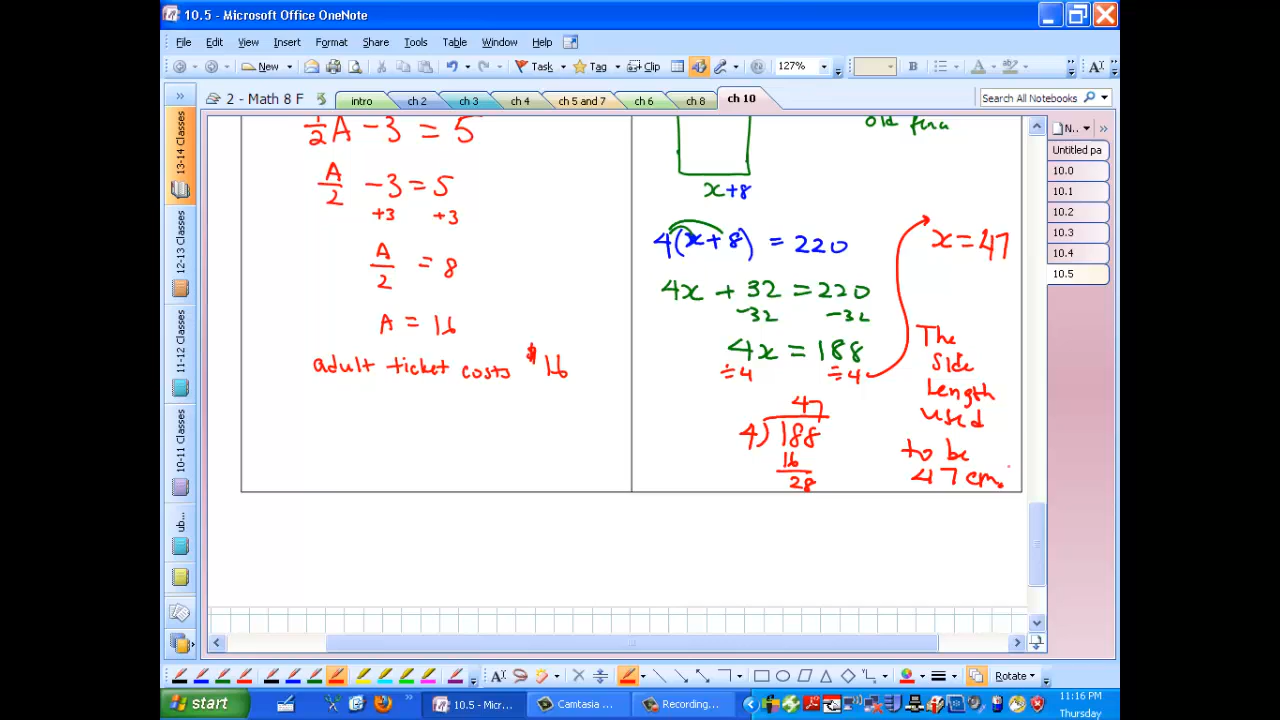 10.5 - Microsoft Office OneNote
File Edit View Insert Format Share Tools Table Window Help
New Task Tag Clip 127% B A
2 - Math 8 F intro ch 2 ch 3 ch 4 ch 5 and 7 ch 6 ch 8 ch 10 Search All Notebooks
N..
Untitled pa
10.0
10.1
10.2
10.3
10.4
10.5
13-14 Classes
12-13 Classes
11-12 Classes
10-11 Classes
ub...
1/2 A - 3 = 5
A/2 - 3 = 5
+3 +3
A/2 = 8
A = 16
adult ticket costs $16
x+8
4(x+8) = 220
4x + 32 = 220
-32 -32
4x = 188
÷4 ÷4
47
4)188
16
28
x = 47
The
side
length
used
to be
47 cm.
Rotate
start 10.5 - Micr... Camtasia ... Recording...
11:16 PM
Thursday